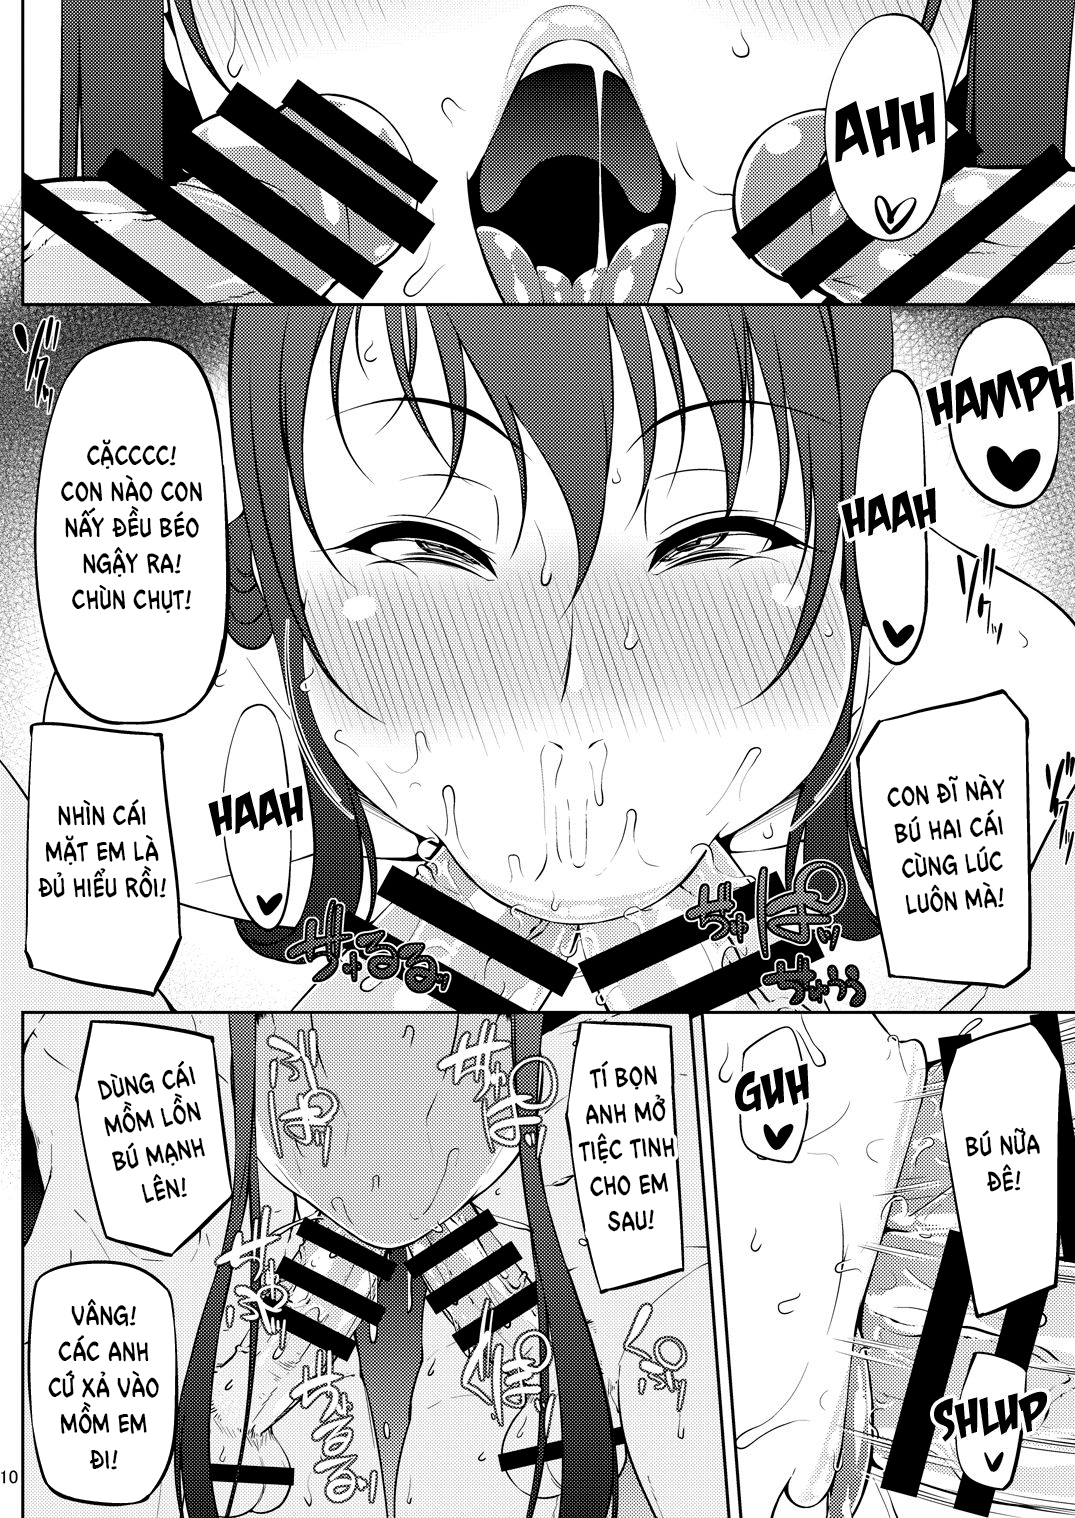 AHH
HAMPH
CẶCCCC!
CON NÀO CON
NẤY ĐỀU BÉO
NGẬY RA!
CHÙN CHỤT!
HAAH
NHÌN CÁI
MẶT EM LÀ
ĐỦ HIỂU RỒI!
HAAH
CON ĐĨ NÀY
BÚ HAI CÁI
CÙNG LÚC
LUÔN MÀ!
DÙNG CÁI
MỒM LỒN
BÚ MẠNH
LÊN!
TÍ BỌN
ANH MỞ
TIỆC TINH
CHO EM
SAU!
VÂNG!
CÁC ANH
CỨ XẢ VÀO
MỒM EM
ĐI!
GUH
BÚ NỮA
ĐÊ!
SHLUP
10